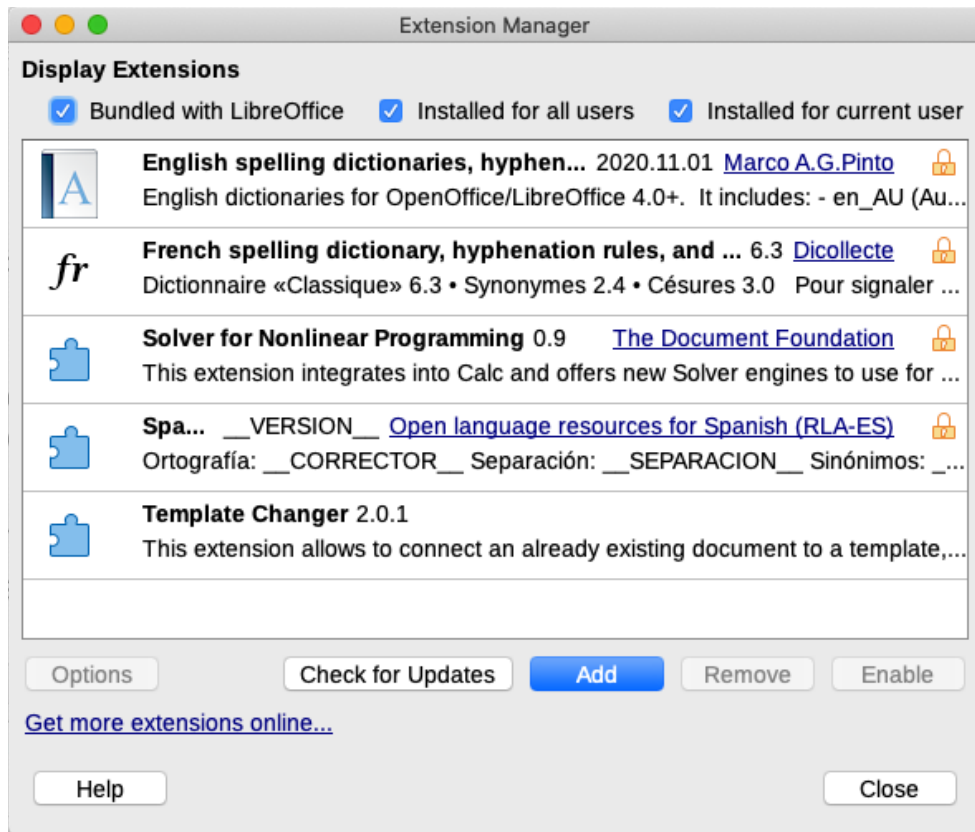 Extension Manager
Display Extensions
Bundled with LibreOffice Installed for all users Installed for current user
English spelling dictionaries, hyphen... 2020.11.01 Marco A.G.Pinto
English dictionaries for OpenOffice/LibreOffice 4.0+. It includes: - en_AU (Au...
French spelling dictionary, hyphenation rules, and ... 6.3 Dicollecte
fr
Dictionnaire «Classique» 6.3 • Synonymes 2.4 • Césures 3.0 Pour signaler ...
Solver for Nonlinear Programming 0.9 The Document Foundation
This extension integrates into Calc and offers new Solver engines to use for ...
Spa... __VERSION__ Open language resources for Spanish (RLA-ES)
Ortografía: __CORRECTOR__ Separación: __SEPARACION__ Sinónimos: _...
Template Changer 2.0.1
This extension allows to connect an already existing document to a template,...
Options Check for Updates Add Remove Enable
Get more extensions online...
Help Close